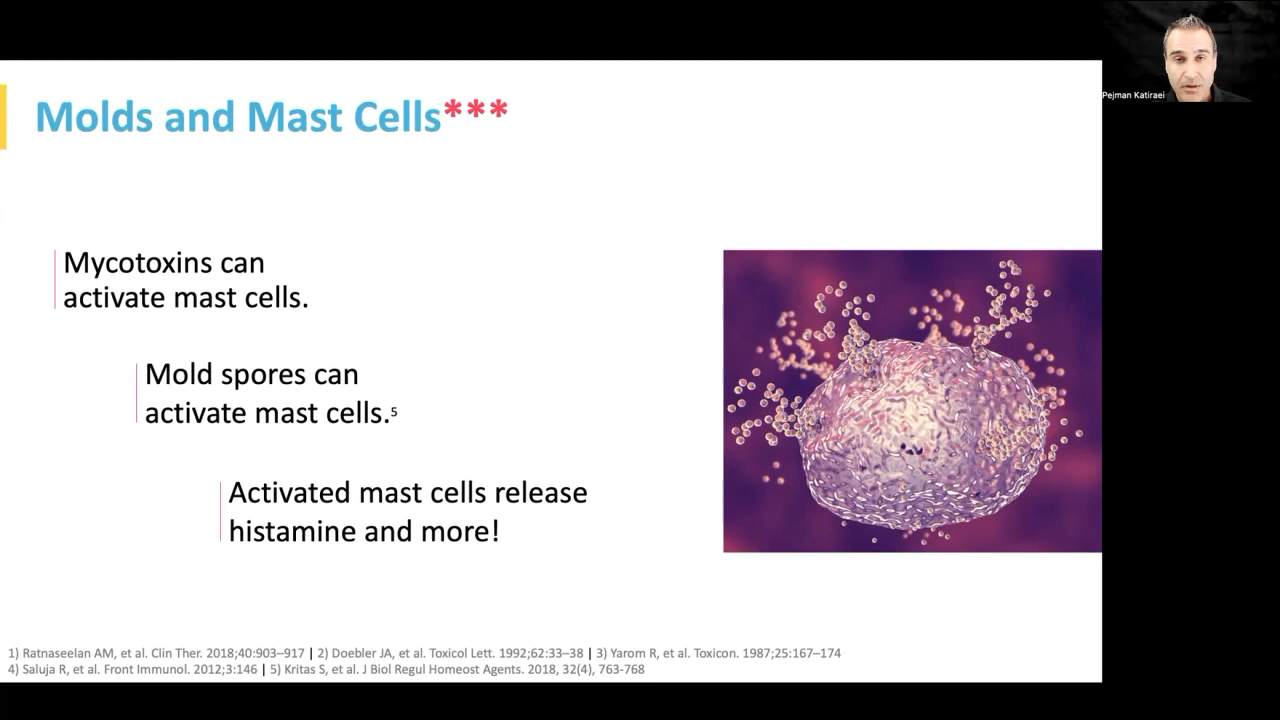 Molds and Mast Cells***
Pejman Katiraei
Mycotoxins can
activate mast cells.
Mold spores can
activate mast cells.5
Activated mast cells release
histamine and more!
1) Ratnaseelan AM, et al. Clin Ther. 2018;40:903–917 | 2) Doebler JA, et al. Toxicol Lett. 1992;62:33–38 | 3) Yarom R, et al. Toxicon. 1987;25:167–174
4) Saluja R, et al. Front Immunol. 2012;3:146 | 5) Kritas S, et al. J Biol Regul Homeost Agents. 2018, 32(4), 763-768